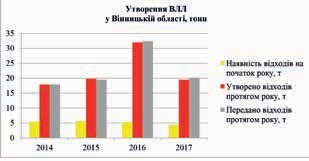 Утворення ВЛЛ
у Вінницькій області, тонн
35
30
25
20
15
10
5
0
2014
2015
2016
2017
Наявність відходів на
початок року, т
Утворено відходів
протягом року, т
Передано відходів
протягом року, т